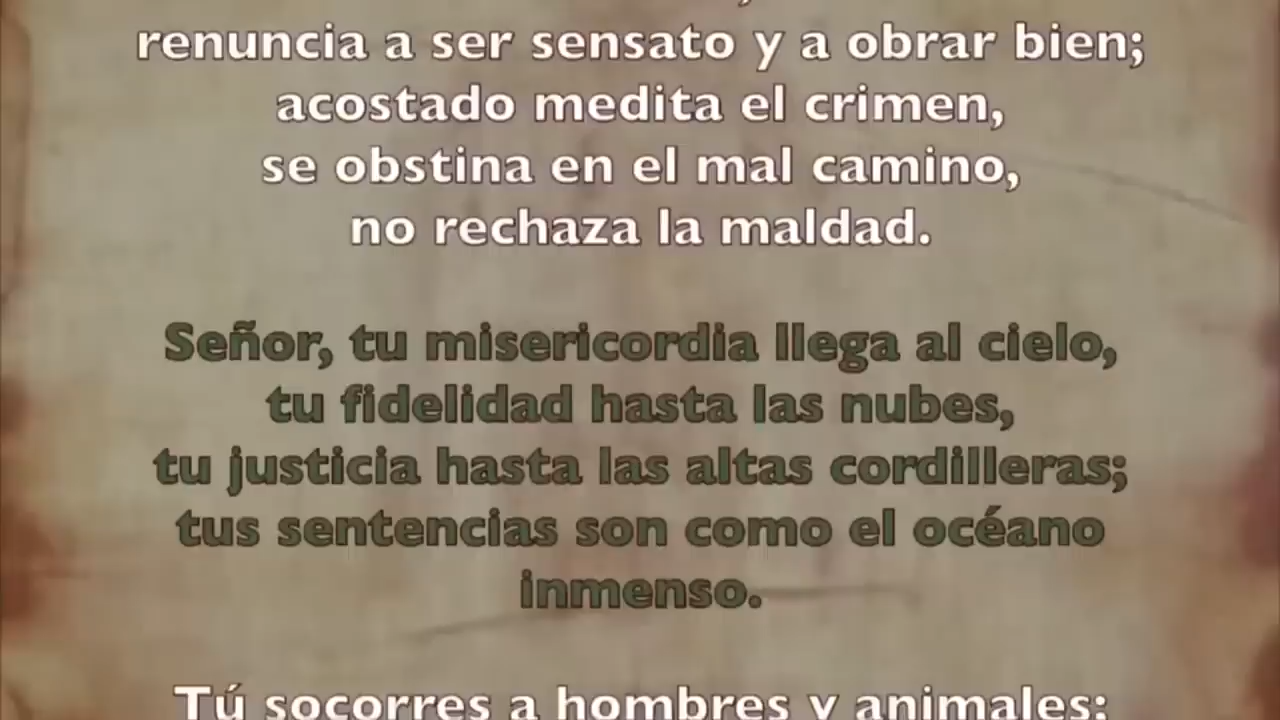 renuncia a ser sensato y a obrar bien;
acostado medita el crimen,
se obstina en el mal camino,
no rechaza la maldad.
Señor, tu misericordia llega al cielo,
tu fidelidad hasta las nubes,
tu justicia hasta las altas cordilleras;
tus sentencias son como el océano
inmenso.
Tú socorres a hombres y animales;